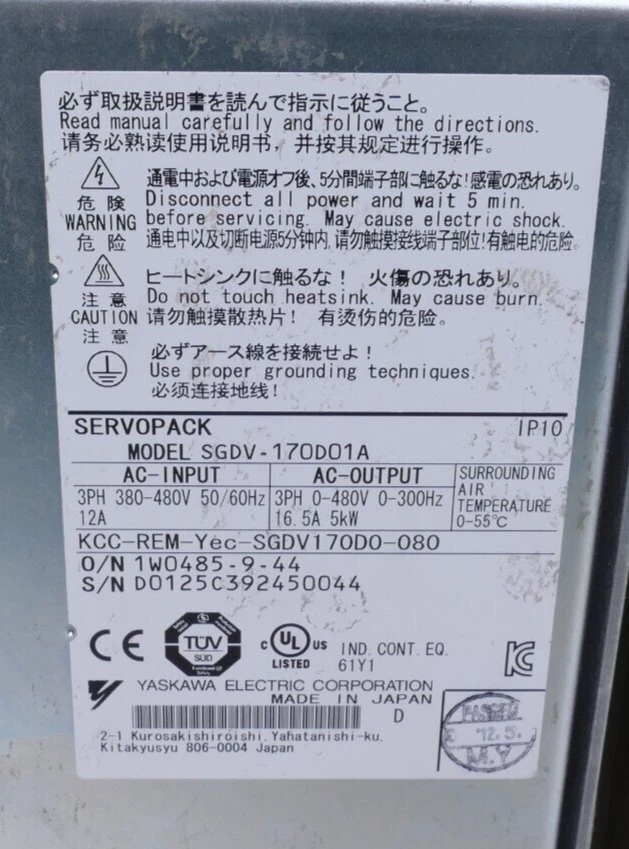 必ず取扱説明書を読んで指示に従うこと。
Read manual carefully and follow the directions.
请务必熟读使用说明书，并按其规定进行操作。
危険
WARNING
危险
通電中および電源オフ後、5分間端子部に触るな!感電の恐れあり。
Disconnect all power and wait 5 min.
before servicing. May cause electric shock.
通电中以及切断电源5分钟内，请勿触摸接线端子部位!有触电的危险。
注意
CAUTION
注意
ヒートシンクに触るな! 火傷の恐れあり。
Do not touch heatsink. May cause burn.
请勿触摸散热片! 有烫伤的危险。
必ずアース線を接続せよ!
Use proper grounding techniques.
必须连接地线!
SERVOPACK IP10
MODEL SGDV-170D01A
AC-INPUT
3PH 380-480V 50/60Hz
12A
AC-OUTPUT
3PH 0-480V 0-300Hz
16.5A 5kW
SURROUNDING
AIR
TEMPERATURE
0-55℃
KCC-REM-Yec-SGDV170D0-080
O/N 1W0485-9-44
S/N D0125C392450044
CE
TÜV
SÜD
Functional
Safety
c UL US
LISTED
IND. CONT. EQ.
61Y1
YASKAWA ELECTRIC CORPORATION
MADE IN JAPAN
D
2-1 Kurosakishiroishi, Yahatanishi-ku,
Kitakyusyu 806-0004 Japan
PASSED
'12.5.
M.Y